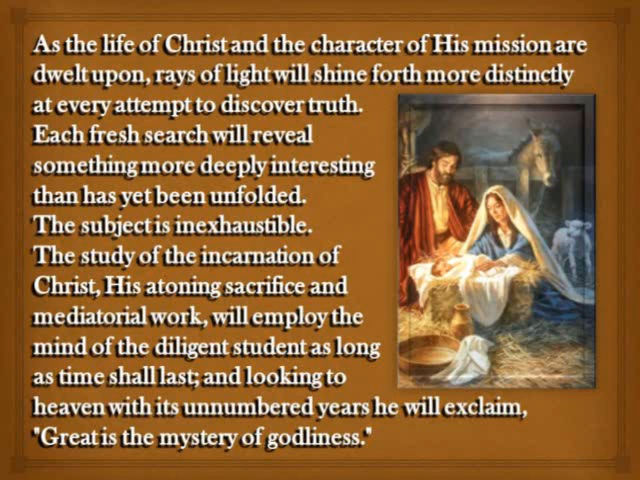 As the life of Christ and the character of His mission are
dwelt upon, rays of light will shine forth more distinctly
at every attempt to discover truth.
Each fresh search will reveal
something more deeply interesting
than has yet been unfolded.
The subject is inexhaustible.
The study of the incarnation of
Christ, His atoning sacrifice and
mediatorial work, will employ the
mind of the diligent student as long
as time shall last; and looking to
heaven with its unnumbered years he will exclaim,
"Great is the mystery of godliness."